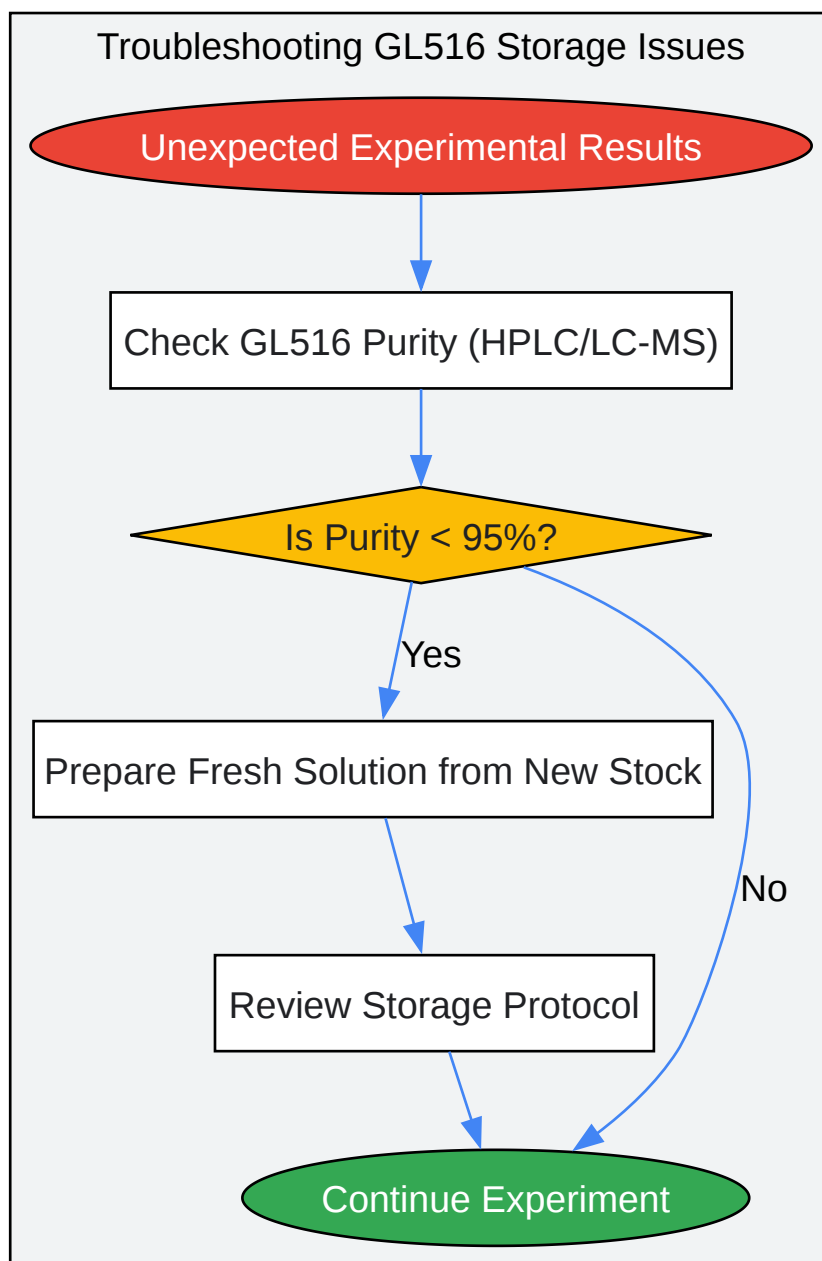 Troubleshooting GL516 Storage Issues
Unexpected Experimental Results
Check GL516 Purity (HPLC/LC-MS)
Is Purity < 95%?
Yes
Prepare Fresh Solution from New Stock
No
Review Storage Protocol
Continue Experiment